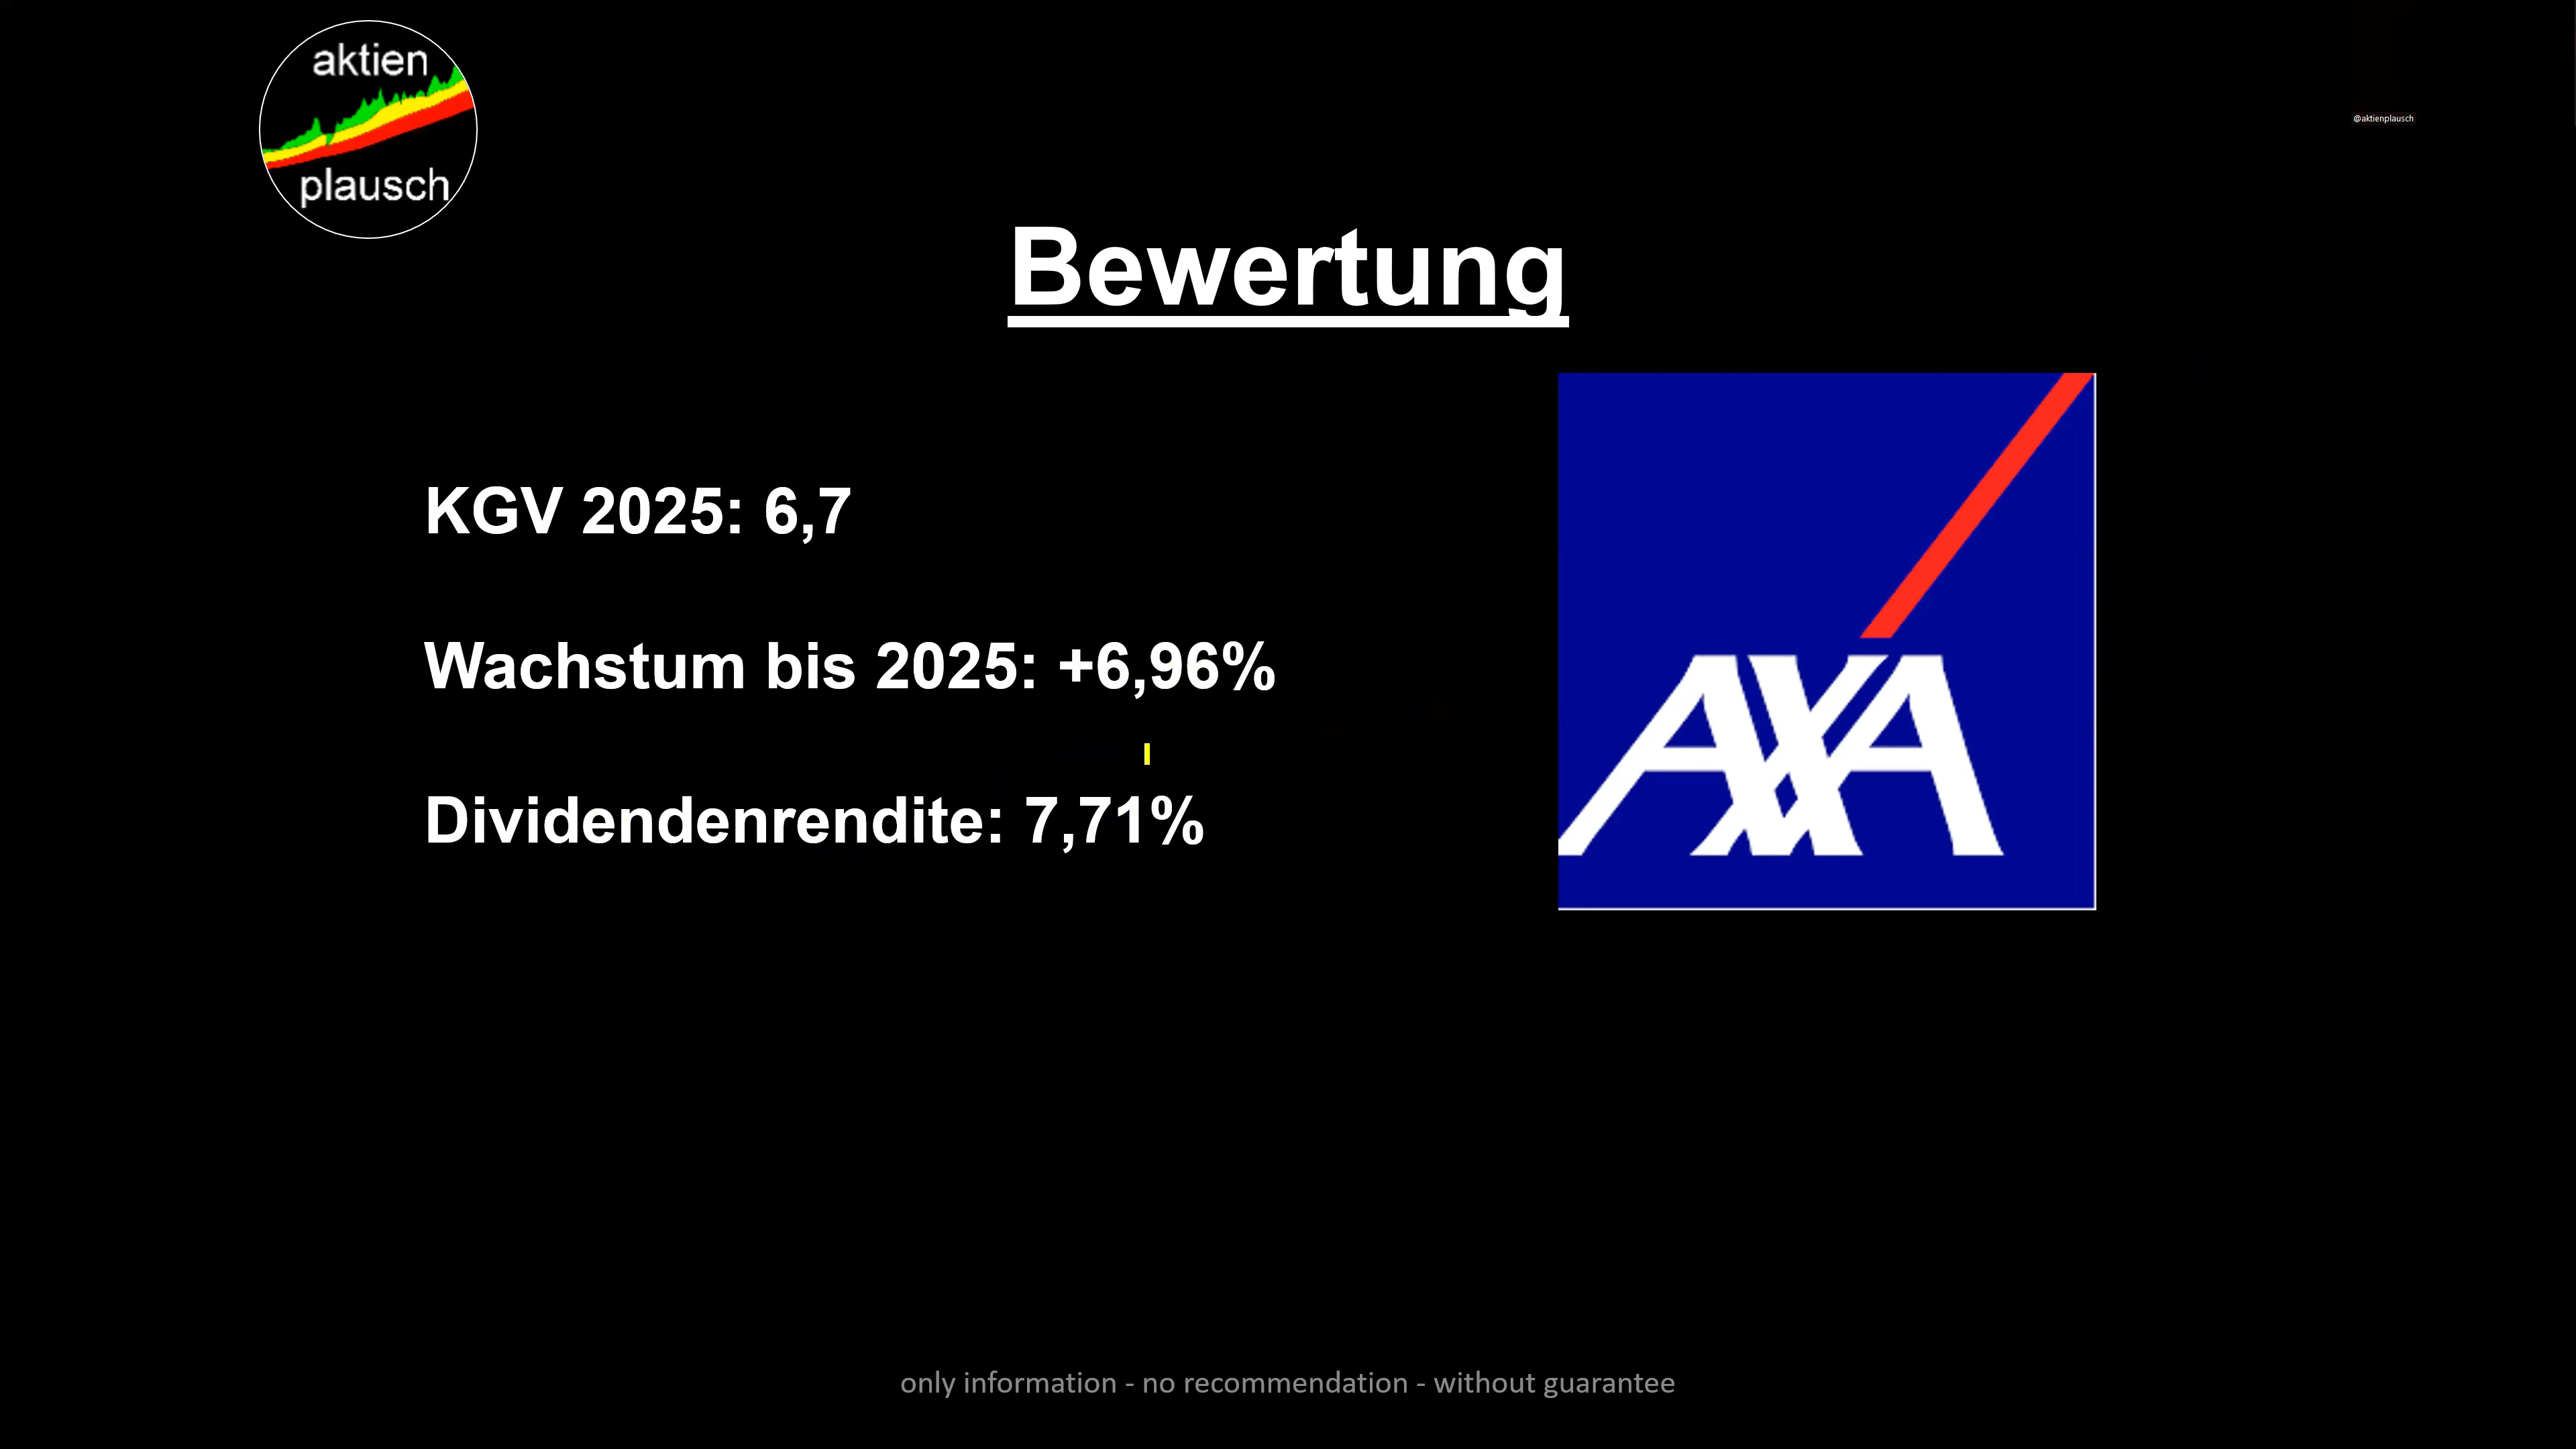 aktien
plausch
@aktienplausch
Bewertung
KGV 2025: 6,7
Wachstum bis 2025: +6,96%
Dividendenrendite: 7,71%
AXA
only information - no recommendation - without guarantee